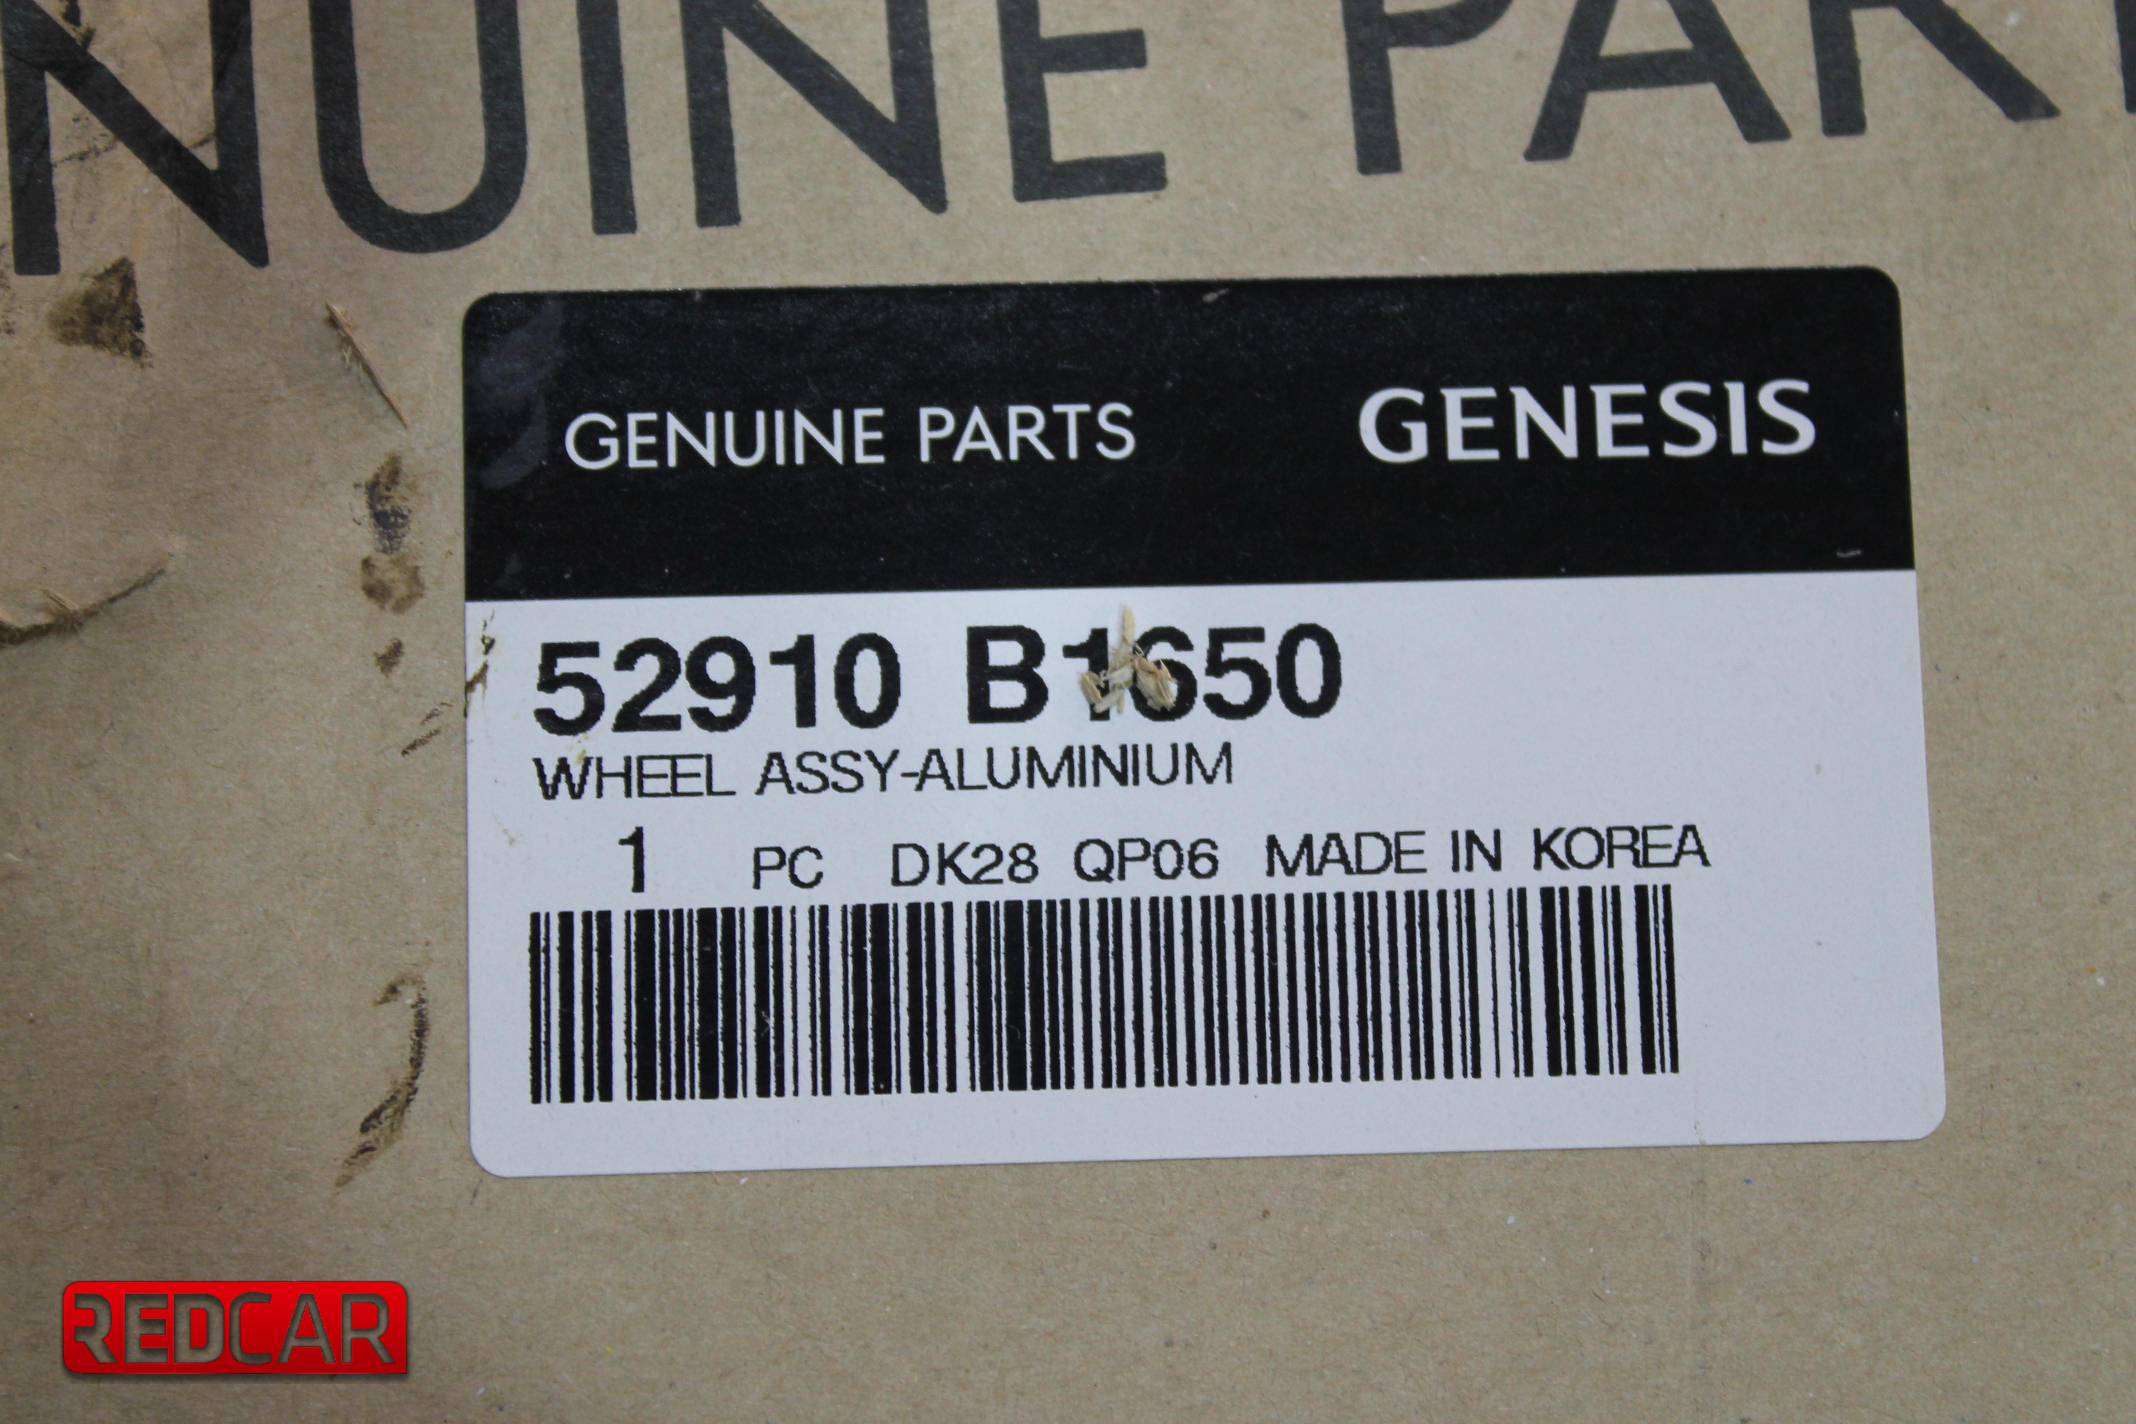 NUINE PAR
GENUINE PARTS GENESIS
52910 B1650
WHEEL ASSY-ALUMINIUM
1 PC DK28 QP06 MADE IN KOREA
REDCAR